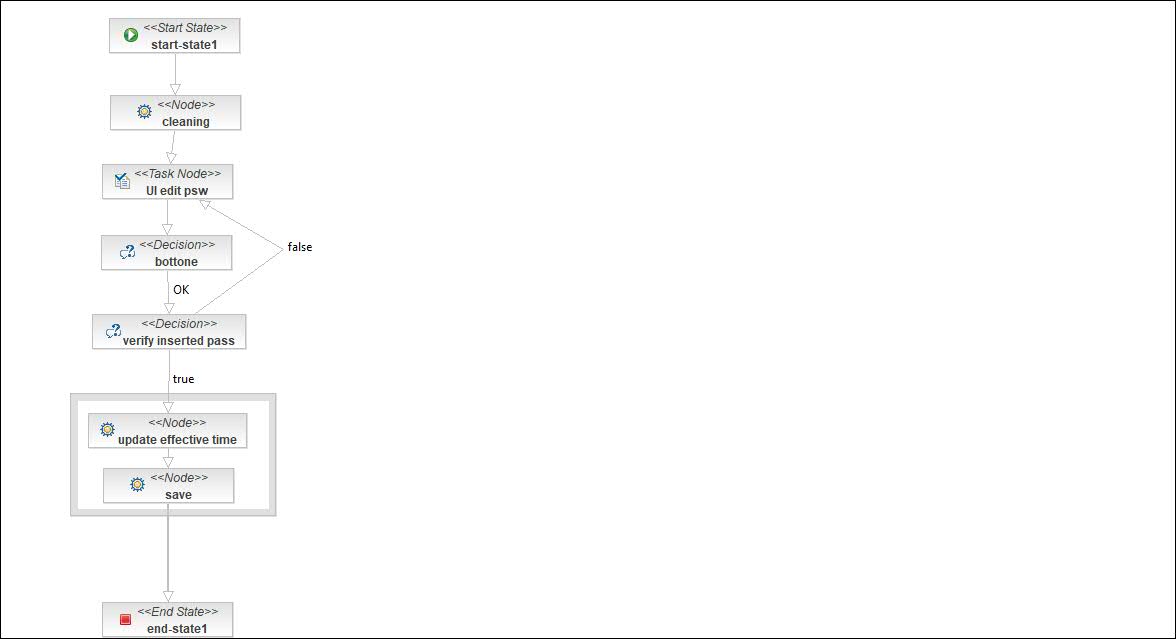 <<Start State>>
start-state1
<<Node>>
cleaning
<<Task Node>>
UI edit psw
<<Decision>>
bottone
false
OK
<<Decision>>
verify inserted pass
true
<<Node>>
update effective time
<<Node>>
save
<<End State>>
end-state1